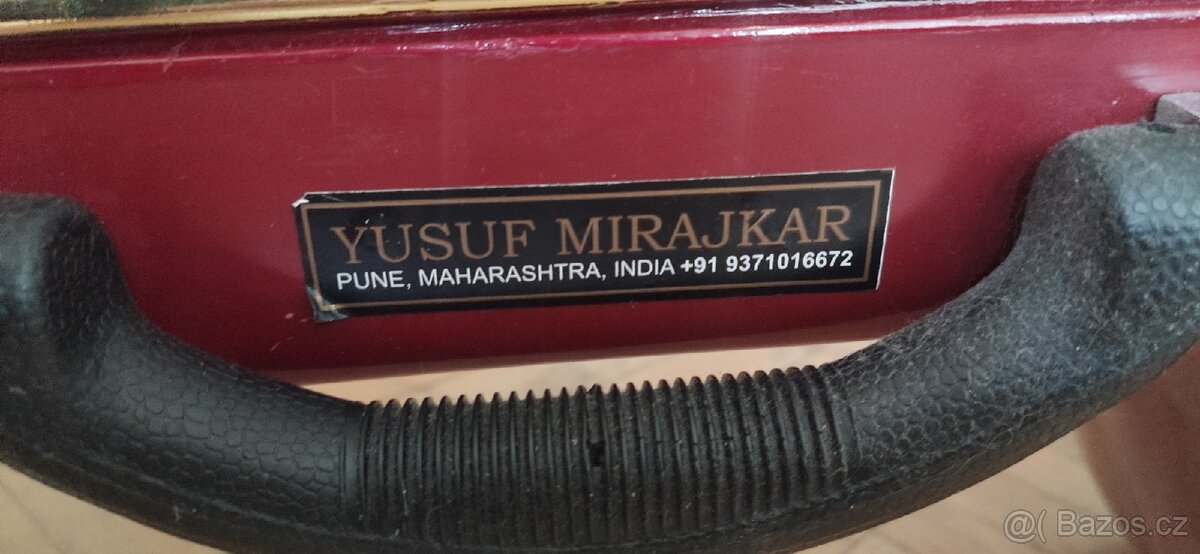 YUSUF MIRAJKAR
PUNE, MAHARASHTRA, INDIA +91 9371016672
@( Bazos.cz